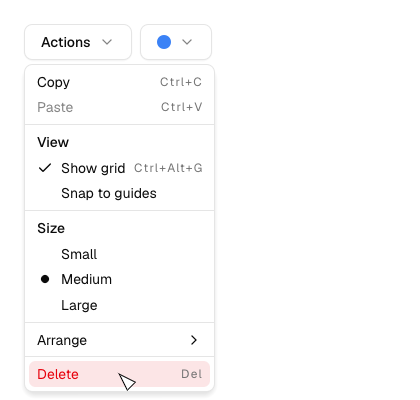 Actions
Copy Ctrl+C
Paste Ctrl+V
View
Show grid Ctrl+Alt+G
Snap to guides
Size
Small
Medium
Large
Arrange
Delete Del